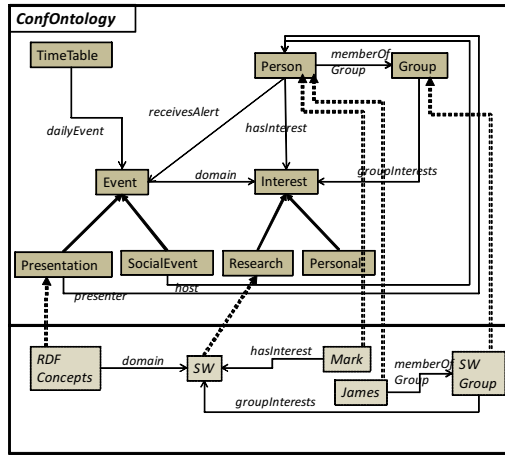 ConfOntology
TimeTable
Person
memberOf
Group
Group
dailyEvent
receivesAlert
hasInterest
Event
domain
Interest
groupInterests
Presentation
SocialEvent
Research
Personal
presenter
host
RDF
Concepts
domain
SW
hasInterest
Mark
James
memberOf
Group
SW
Group
groupInterests